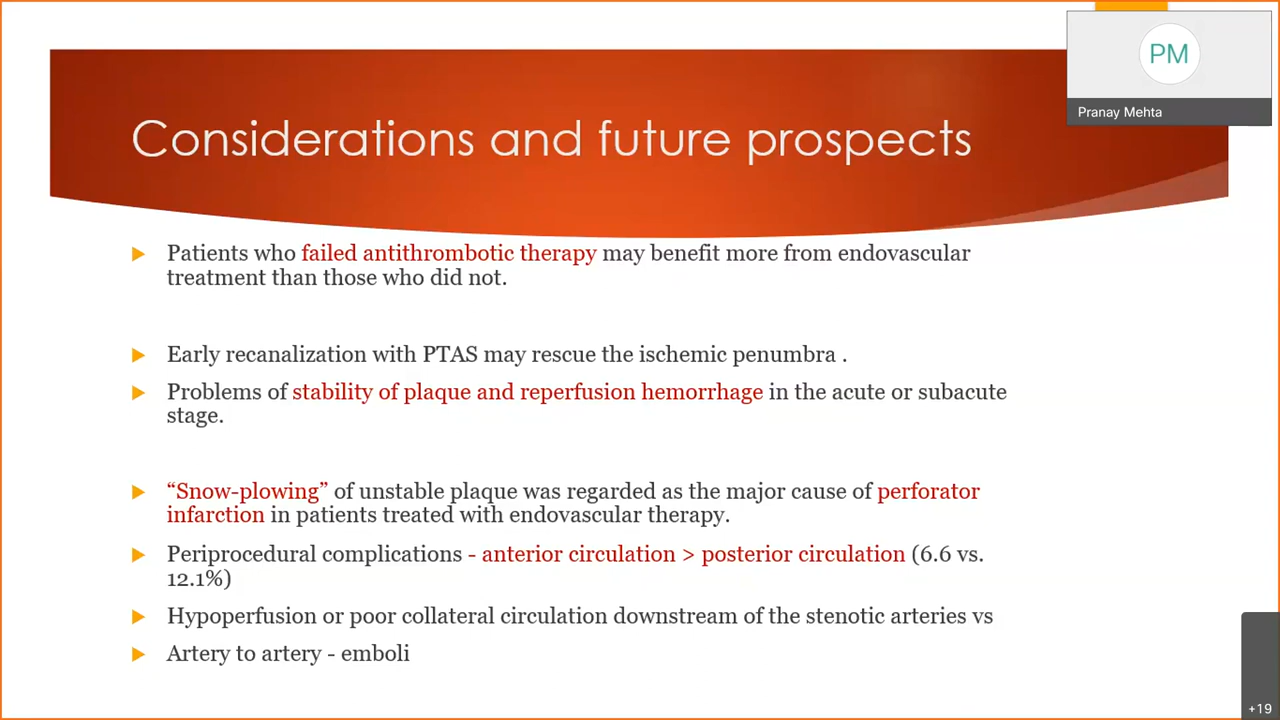 PM
Pranay Mehta
Considerations and future prospects
Patients who failed antithrombotic therapy may benefit more from endovascular
treatment than those who did not.
Early recanalization with PTAS may rescue the ischemic penumbra .
Problems of stability of plaque and reperfusion hemorrhage in the acute or subacute
stage.
“Snow-plowing” of unstable plaque was regarded as the major cause of perforator
infarction in patients treated with endovascular therapy.
Periprocedural complications - anterior circulation > posterior circulation (6.6 vs.
12.1%)
Hypoperfusion or poor collateral circulation downstream of the stenotic arteries vs
Artery to artery - emboli
+19